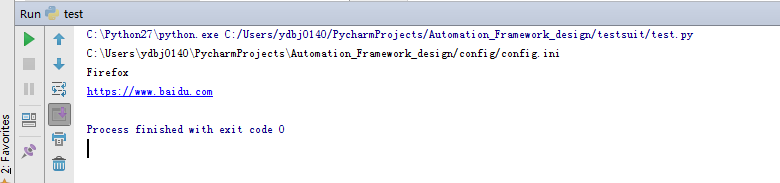 Run test
C:\Python27\python.exe C:/Users/ydbj0140/PycharmProjects/Automation_Framework_design/testsuit/test.py
C:\Users\ydbj0140\PycharmProjects\Automation_Framework_design/config/config.ini
Firefox
https://www.baidu.com
Process finished with exit code 0
2: Favorites